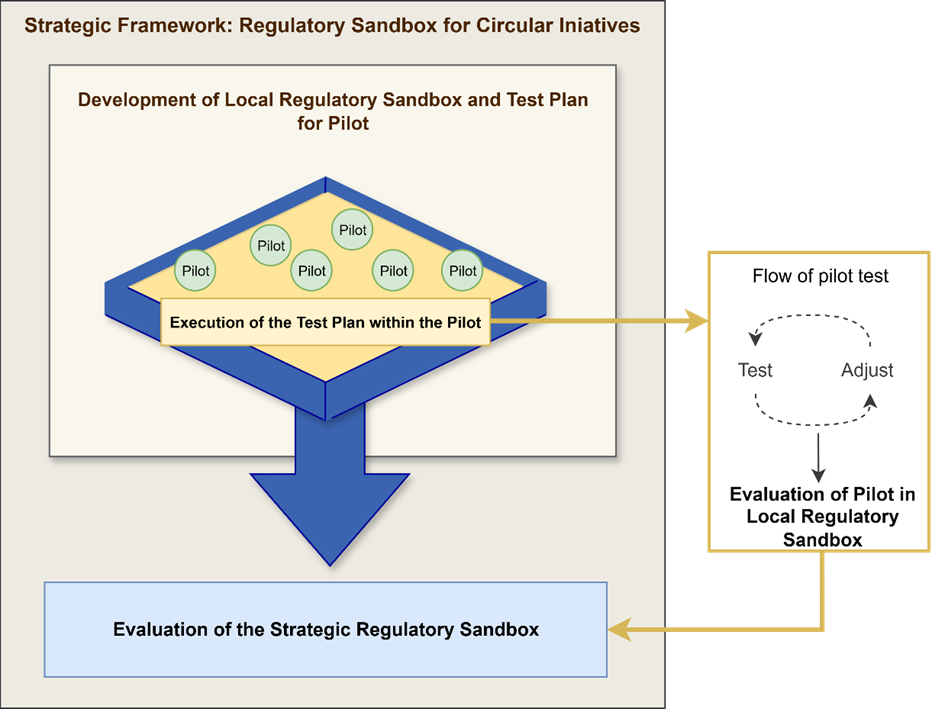 Strategic Framework: Regulatory Sandbox for Circular Iniatives
Development of Local Regulatory Sandbox and Test Plan
for Pilot
Pilot
Pilot
Pilot
Pilot
Pilot
Pilot
Execution of the Test Plan within the Pilot
Flow of pilot test
Test
Adjust
Evaluation of Pilot in
Local Regulatory
Sandbox
Evaluation of the Strategic Regulatory Sandbox